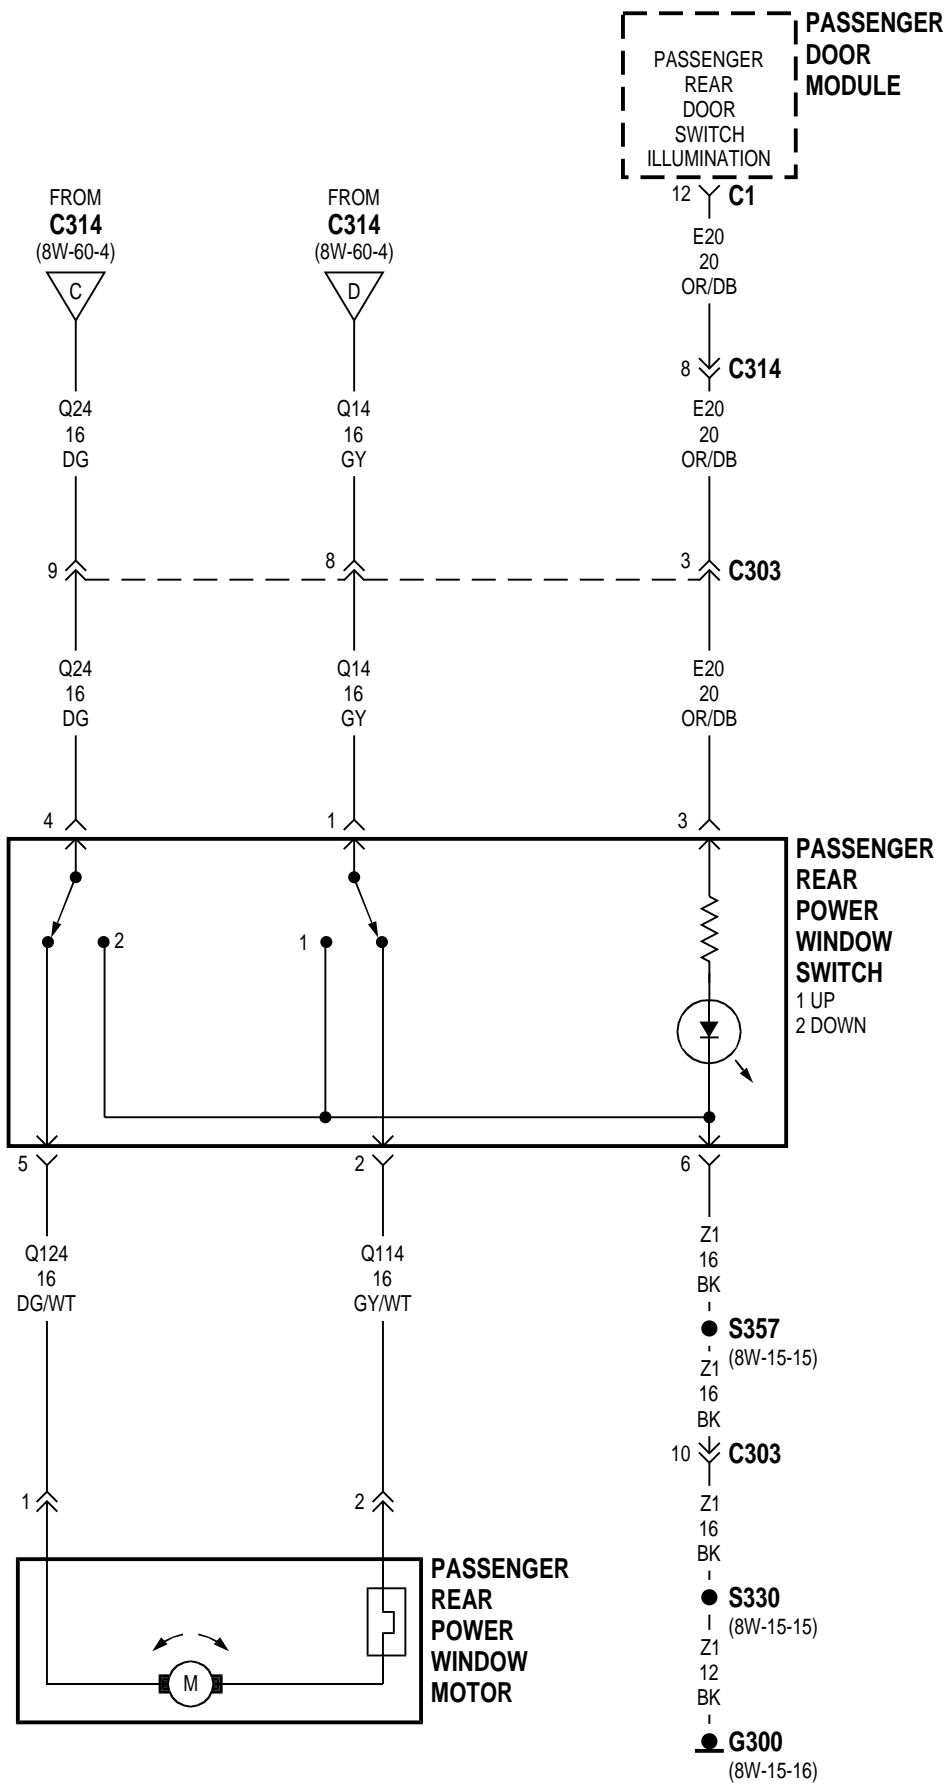 PASSENGER
DOOR
MODULE
PASSENGER
REAR
DOOR
SWITCH
ILLUMINATION
12
C1
E20
20
OR/DB
FROM
C314
(8W-60-4)
C
FROM
C314
(8W-60-4)
D
8
C314
Q24
16
DG
Q14
16
GY
E20
20
OR/DB
9
8
3
C303
Q24
16
DG
Q14
16
GY
E20
20
OR/DB
4
1
3
PASSENGER
REAR
POWER
WINDOW
SWITCH
1 UP
2 DOWN
2
1
5
2
6
Q124
16
DG/WT
Q114
16
GY/WT
Z1
16
BK
S357
(8W-15-15)
Z1
16
BK
10
C303
1
2
Z1
16
BK
PASSENGER
REAR
POWER
WINDOW
MOTOR
M
S330
(8W-15-15)
Z1
12
BK
G300
(8W-15-16)